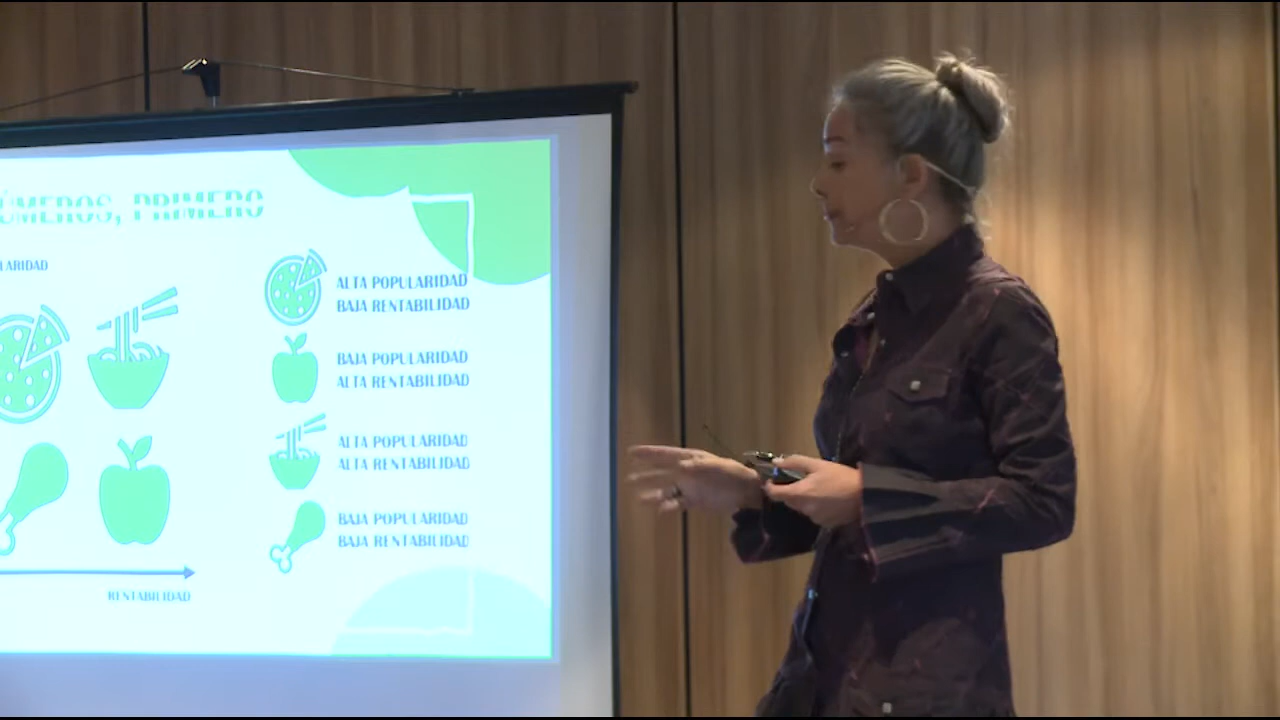 ÚMEROS, PRIMERO
LARIDAD
ALTA POPULARIDAD
BAJA RENTABILIDAD
BAJA POPULARIDAD
ALTA RENTABILIDAD
ALTA POPULARIDAD
ALTA RENTABILIDAD
BAJA POPULARIDAD
BAJA RENTABILIDAD
RENTABILIDAD